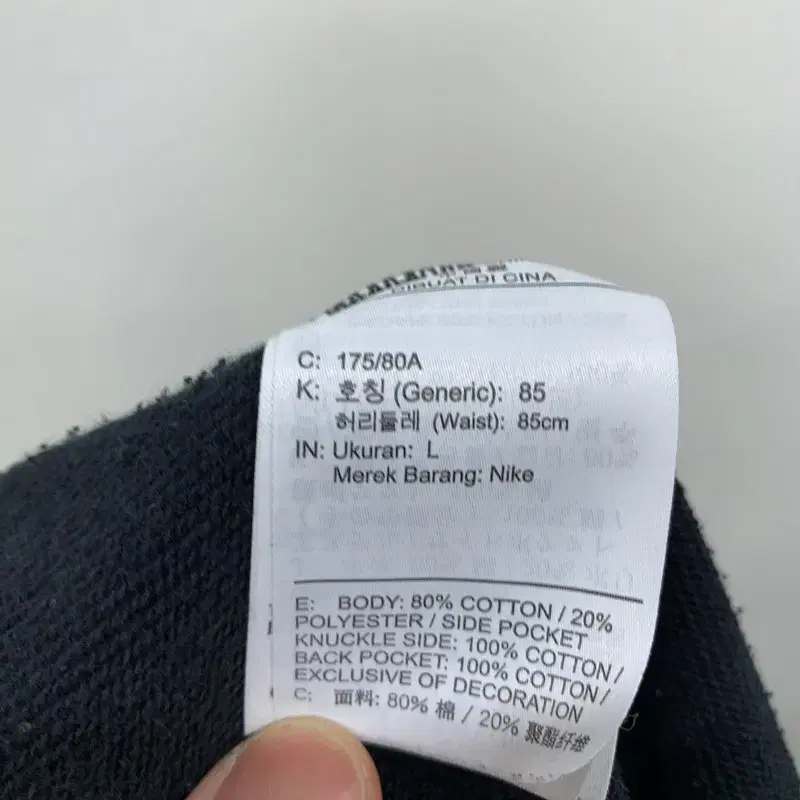 DIBUAT DI CINA
C: 175/80A
K: 호칭 (Generic): 85
허리둘레 (Waist): 85cm
IN: Ukuran: L
Merek Barang: Nike
E: BODY: 80% COTTON / 20%
POLYESTER / SIDE POCKET
KNUCKLE SIDE: 100% COTTON /
BACK POCKET: 100% COTTON /
EXCLUSIVE OF DECORATION
C: 面料: 80% 棉 / 20% 聚酯纤维